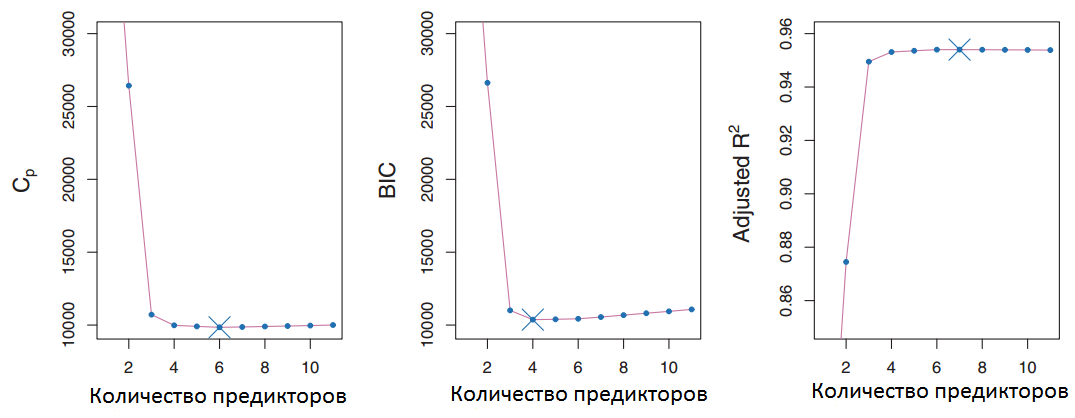 Cp
30000
25000
20000
15000
10000
2 4 6 8 10
Количество предикторов
BIC
30000
25000
20000
15000
10000
2 4 6 8 10
Количество предикторов
Adjusted R²
0.96
0.94
0.92
0.90
0.88
0.86
2 4 6 8 10
Количество предикторов